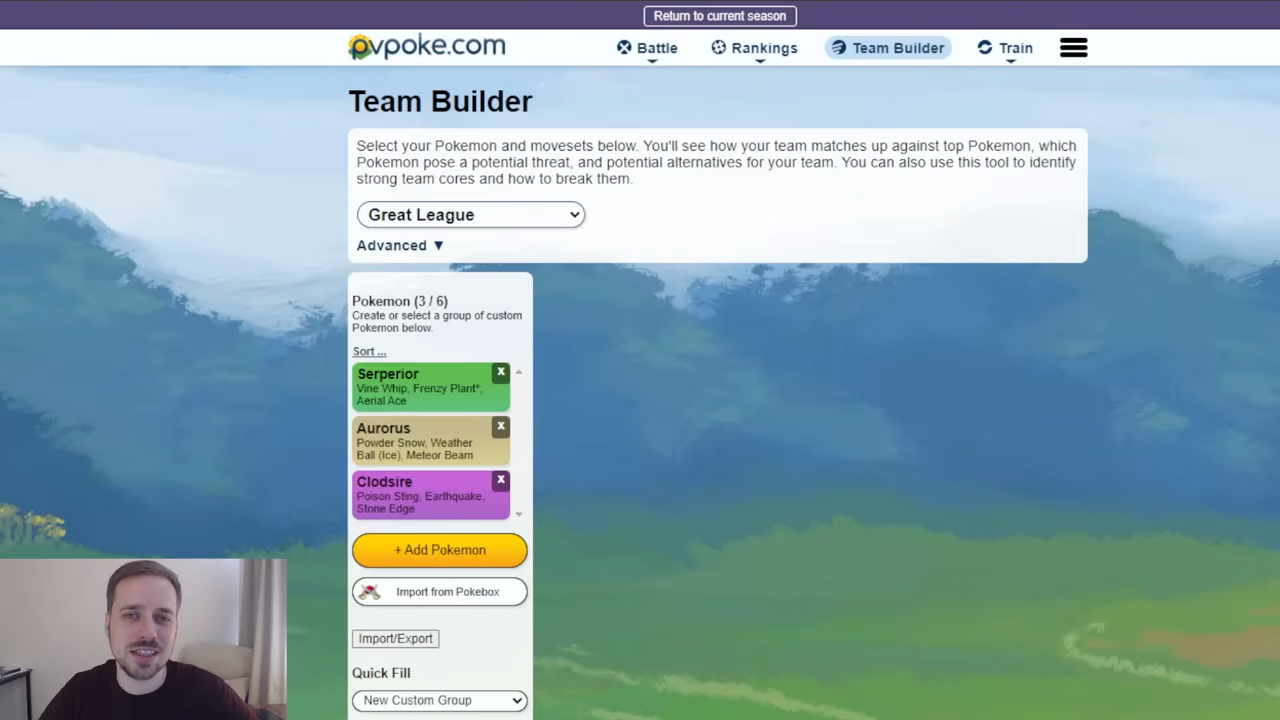 Return to current season
pvpoke.com
Battle
Rankings
Team Builder
Train
Team Builder
Select your Pokemon and movesets below. You'll see how your team matches up against top Pokemon, which
Pokemon pose a potential threat, and potential alternatives for your team. You can also use this tool to identify
strong team cores and how to break them.
Great League
Advanced ▼
Pokemon (3 / 6)
Create or select a group of custom
Pokemon below.
Sort ...
Serperior
x
Vine Whip, Frenzy Plant*,
Aerial Ace
Aurorus
x
Powder Snow, Weather
Ball (Ice), Meteor Beam
Clodsire
x
Poison Sting, Earthquake,
Stone Edge
+ Add Pokemon
Import from Pokebox
Import/Export
Quick Fill
New Custom Group